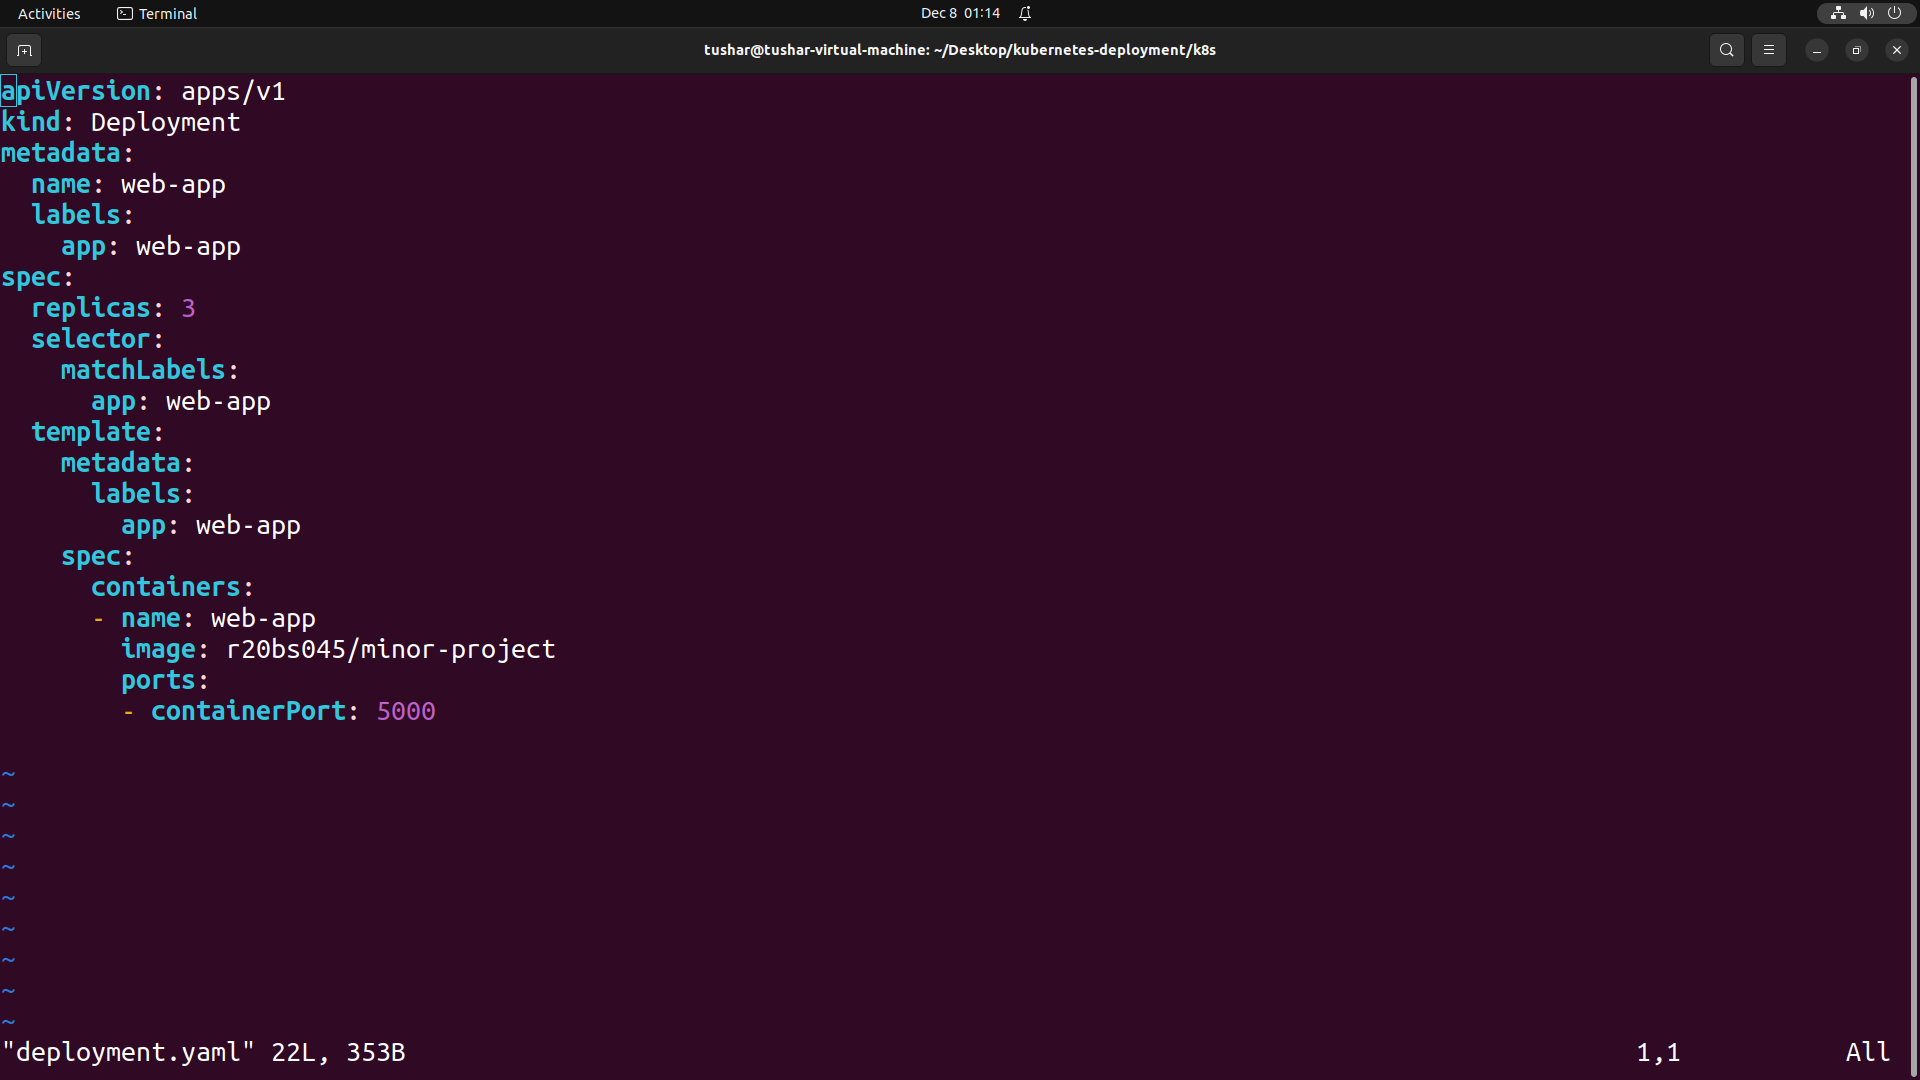 Activities Terminal Dec 8 01:14
tushar@tushar-virtual-machine: ~/Desktop/kubernetes-deployment/k8s
apiVersion: apps/v1
kind: Deployment
metadata:
  name: web-app
  labels:
    app: web-app
spec:
  replicas: 3
  selector:
    matchLabels:
      app: web-app
  template:
    metadata:
      labels:
        app: web-app
    spec:
      containers:
      - name: web-app
        image: r20bs045/minor-project
        ports:
        - containerPort: 5000

~
~
~
~
~
~
~
~
~
"deployment.yaml" 22L, 353B 1,1 All